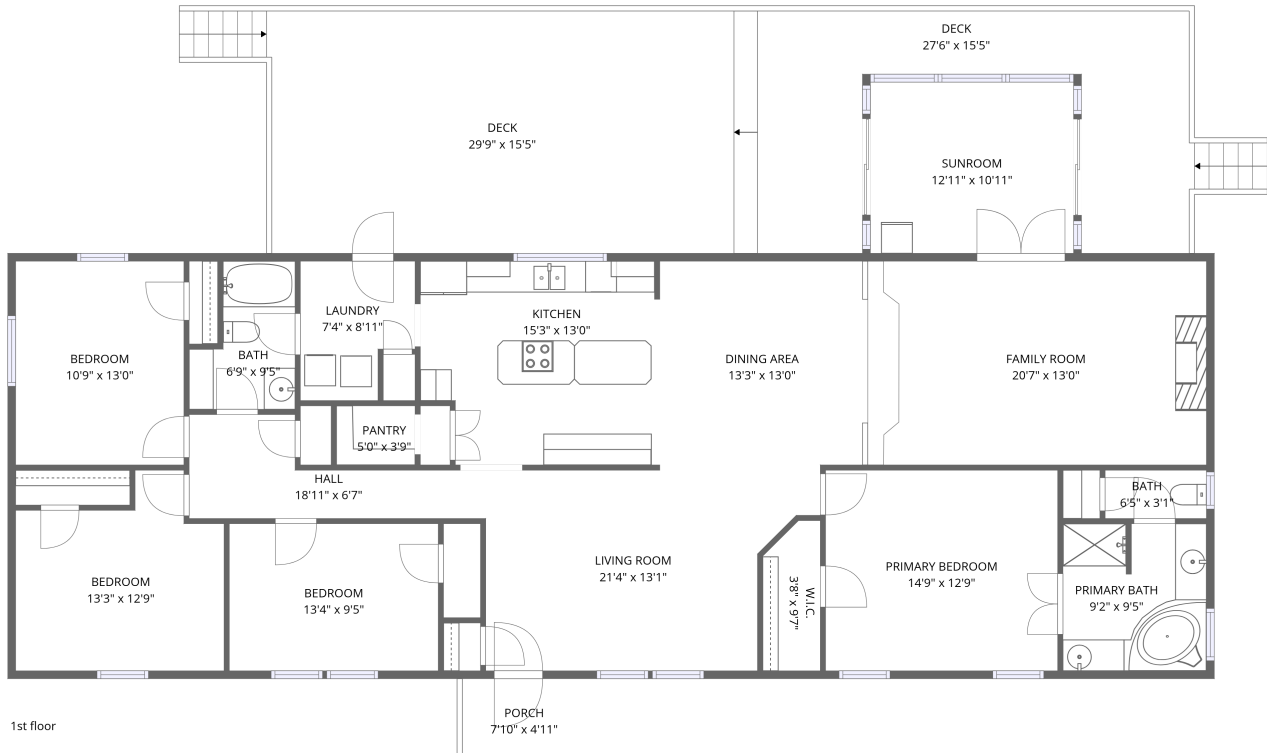 DECK
27'6" x 15'5"
DECK
29'9" x 15'5"
SUNROOM
12'11" x 10'11"
LAUNDRY
7'4" x 8'11"
KITCHEN
15'3" x 13'0"
BEDROOM
10'9" x 13'0"
BATH
6'9" x 9'5"
DINING AREA
13'3" x 13'0"
FAMILY ROOM
20'7" x 13'0"
PANTRY
5'0" x 3'9"
HALL
18'11" x 6'7"
BATH
6'5" x 3'1"
LIVING ROOM
21'4" x 13'1"
PRIMARY BEDROOM
14'9" x 12'9"
BEDROOM
13'3" x 12'9"
BEDROOM
13'4" x 9'5"
W.I.C.
3'8" x 9'7"
PRIMARY BATH
9'2" x 9'5"
PORCH
7'10" x 4'11"
1st floor